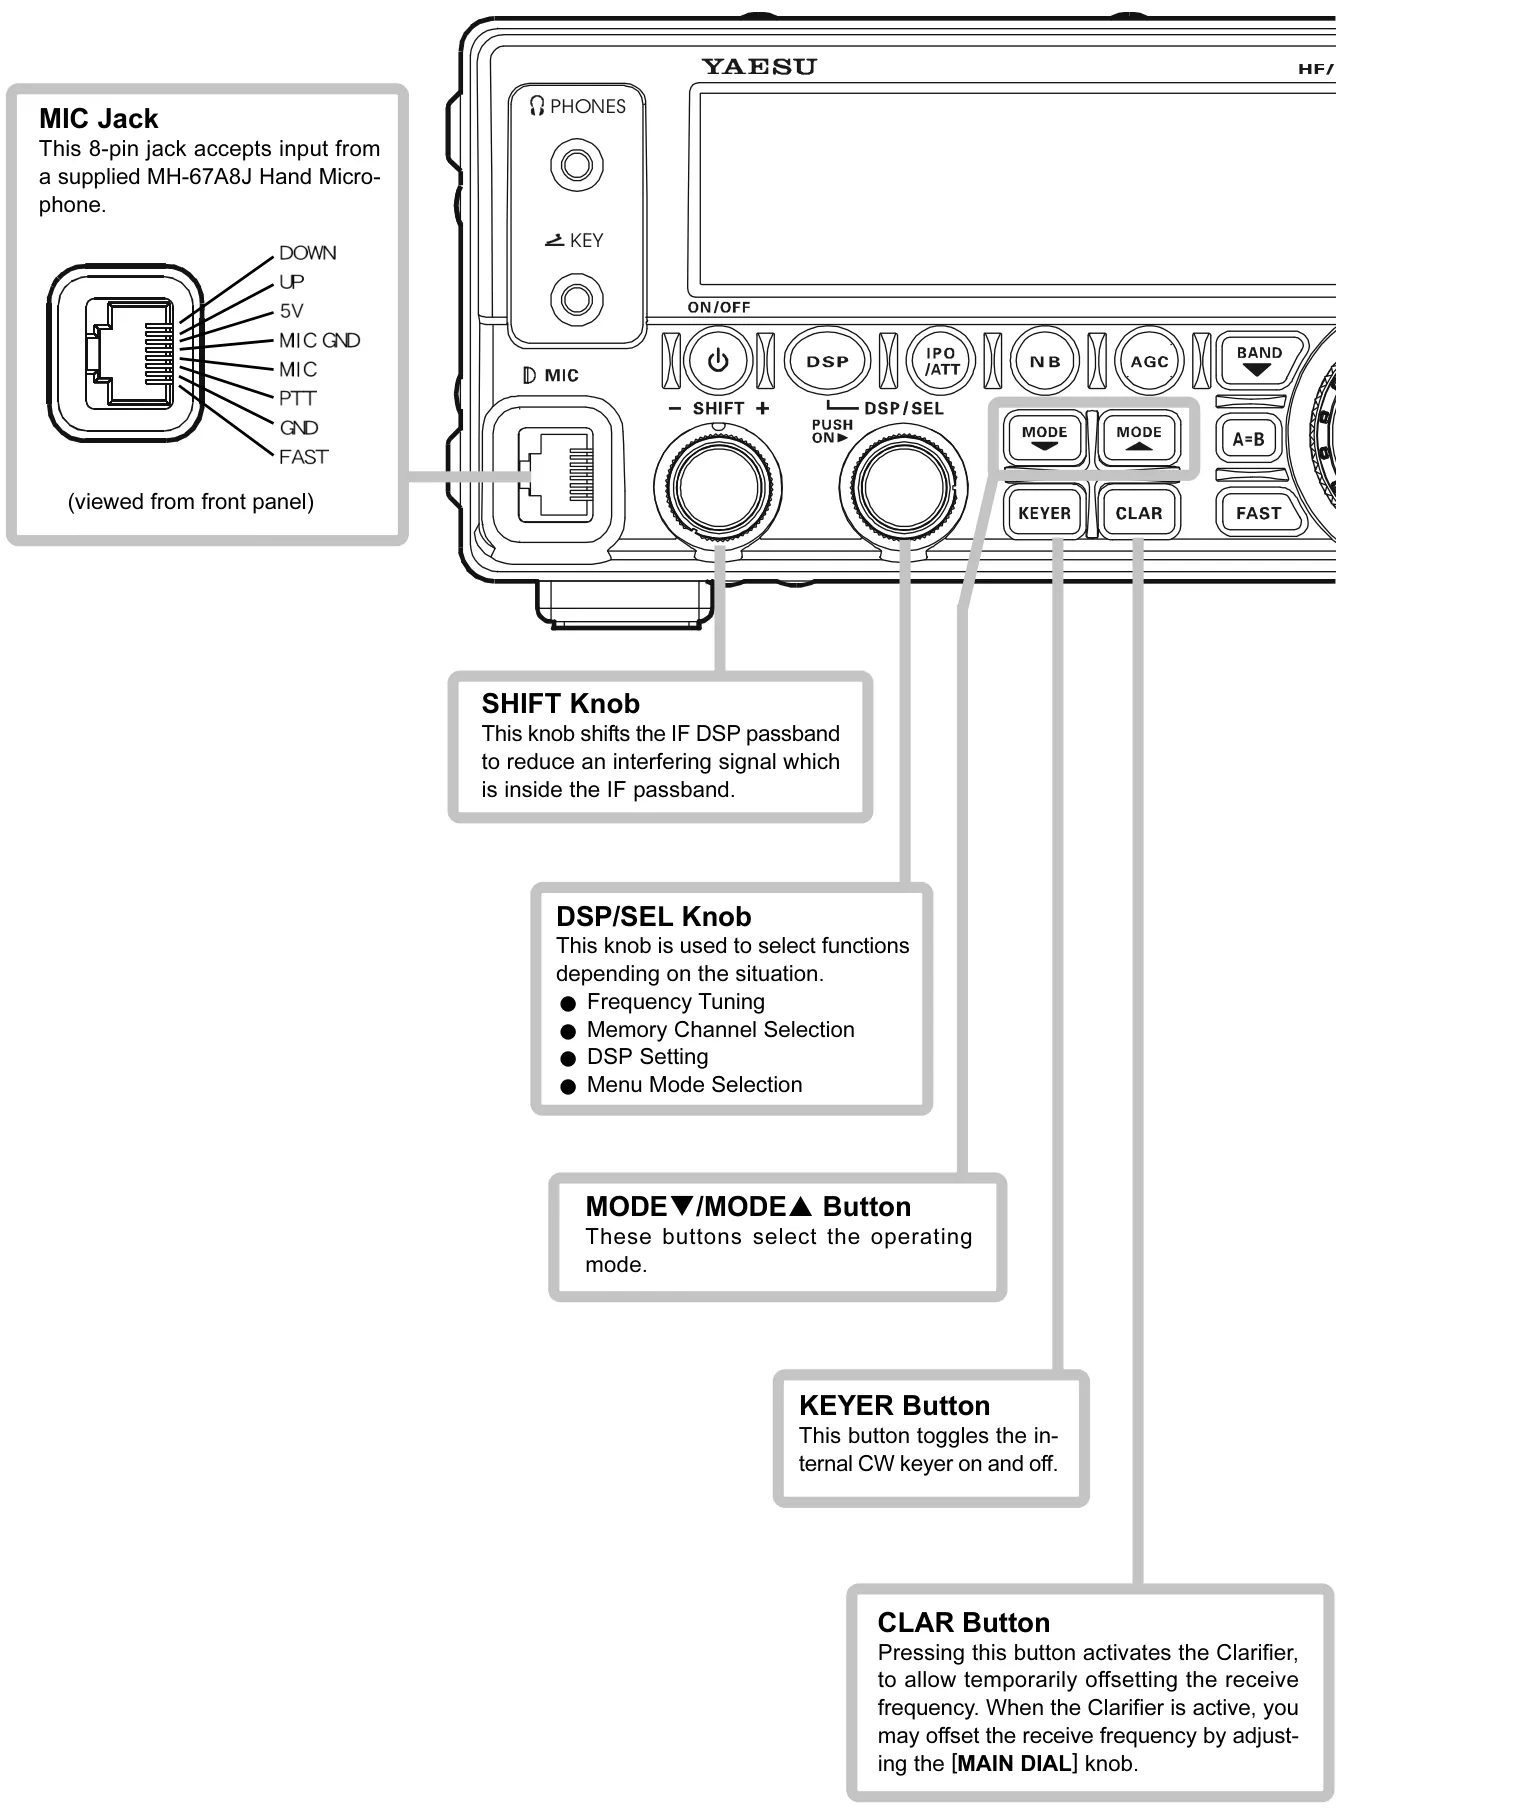 YAESU
HF/
PHONES
KEY
ON/OFF
DSP
IPO
/ATT
NB
AGC
BAND
MIC
− SHIFT +
DSP/SEL
PUSH
ON▶
MODE
MODE
A=B
KEYER
CLAR
FAST
MIC Jack
This 8-pin jack accepts input from
a supplied MH-67A8J Hand Micro-
phone.
DOWN
UP
5V
MIC GND
MIC
PTT
GND
FAST
(viewed from front panel)
SHIFT Knob
This knob shifts the IF DSP passband
to reduce an interfering signal which
is inside the IF passband.
DSP/SEL Knob
This knob is used to select functions
depending on the situation.
● Frequency Tuning
● Memory Channel Selection
● DSP Setting
● Menu Mode Selection
MODE▼/MODE▲ Button
These buttons select the operating
mode.
KEYER Button
This button toggles the in-
ternal CW keyer on and off.
CLAR Button
Pressing this button activates the Clarifier,
to allow temporarily offsetting the receive
frequency. When the Clarifier is active, you
may offset the receive frequency by adjust-
ing the [MAIN DIAL] knob.